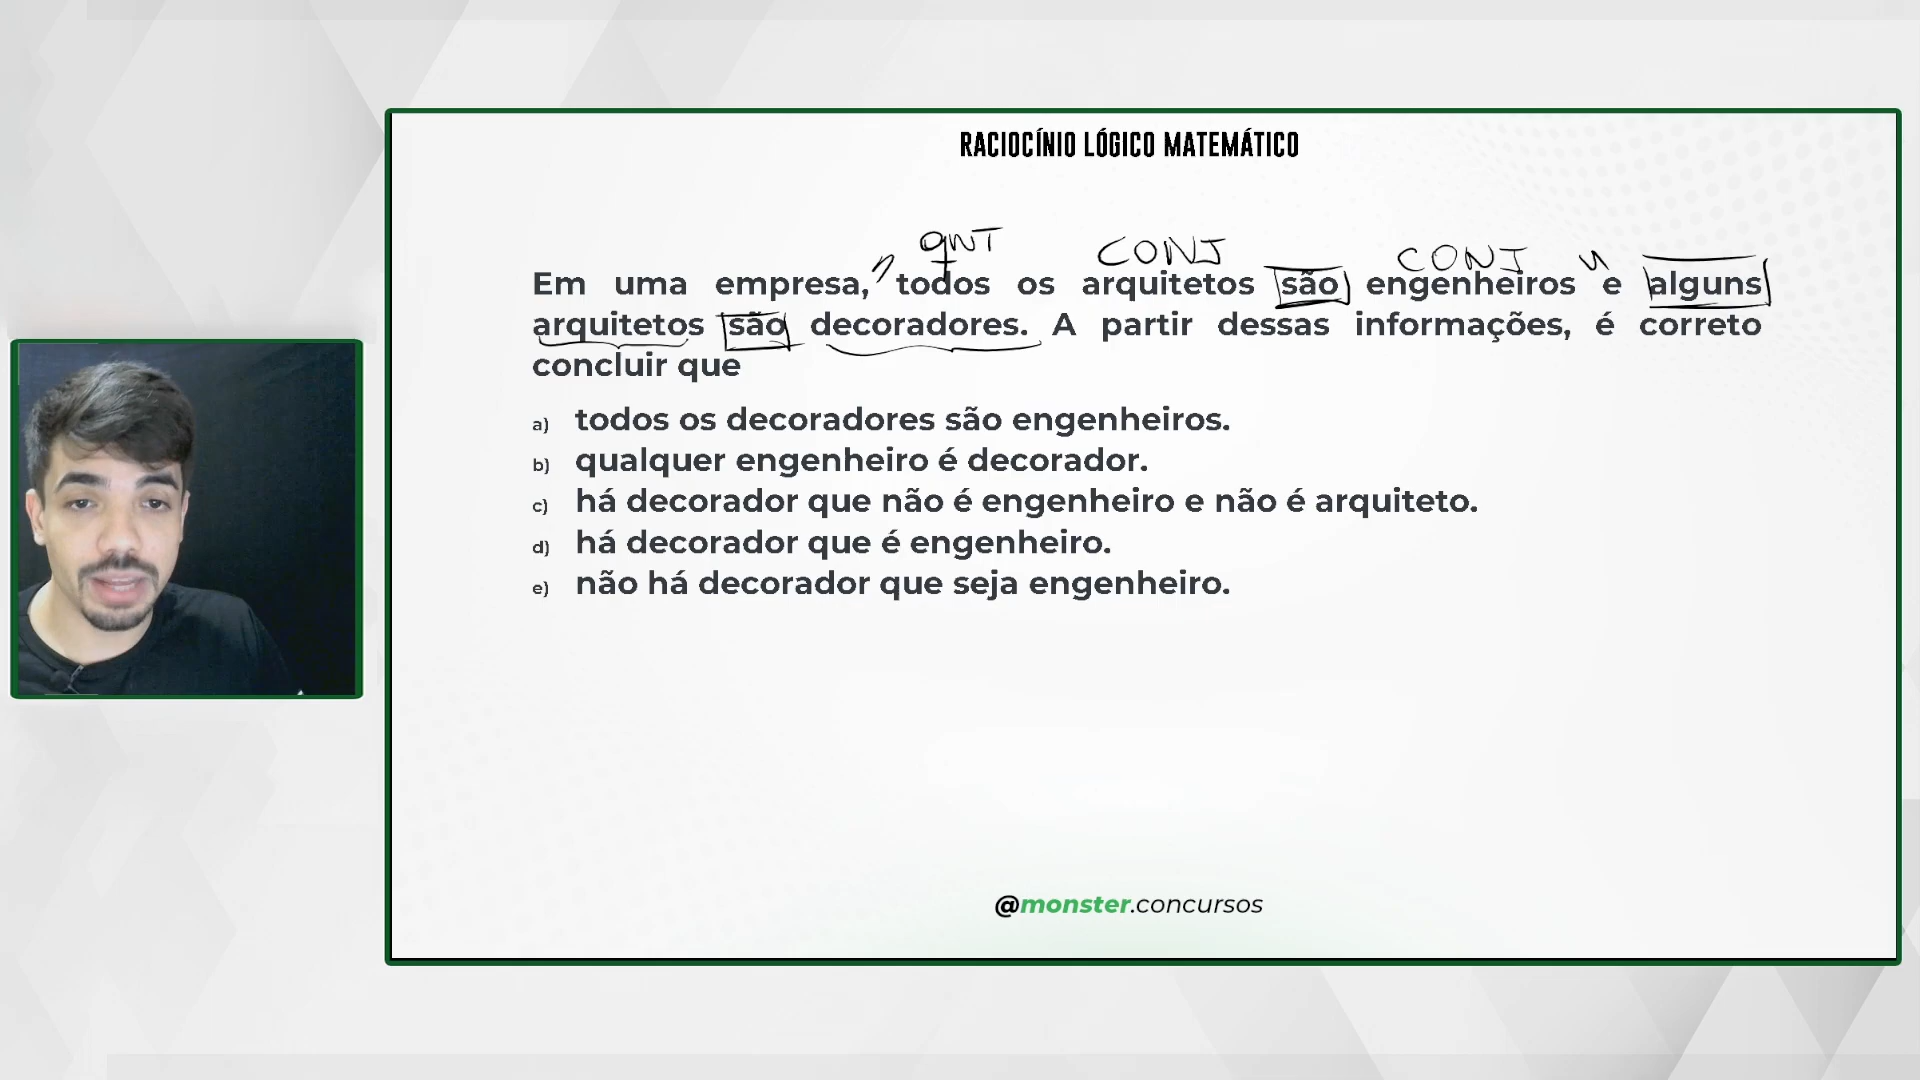 RACIOCÍNIO LÓGICO MATEMÁTICO
qNT CONJ CONJ
Em uma empresa, "todos os arquitetos são engenheiros e alguns
arquitetos são decoradores. A partir dessas informações, é correto
concluir que
a) todos os decoradores são engenheiros.
b) qualquer engenheiro é decorador.
c) há decorador que não é engenheiro e não é arquiteto.
d) há decorador que é engenheiro.
e) não há decorador que seja engenheiro.
@monster.concursos